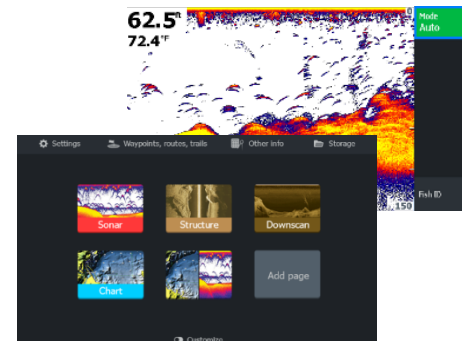 62.5ft
72.4°F
0
Mode
Auto
150
Fish ID
Settings
Waypoints, routes, trails
Other info
Storage
Sonar
Structure
Downscan
Chart
Add page
Customize